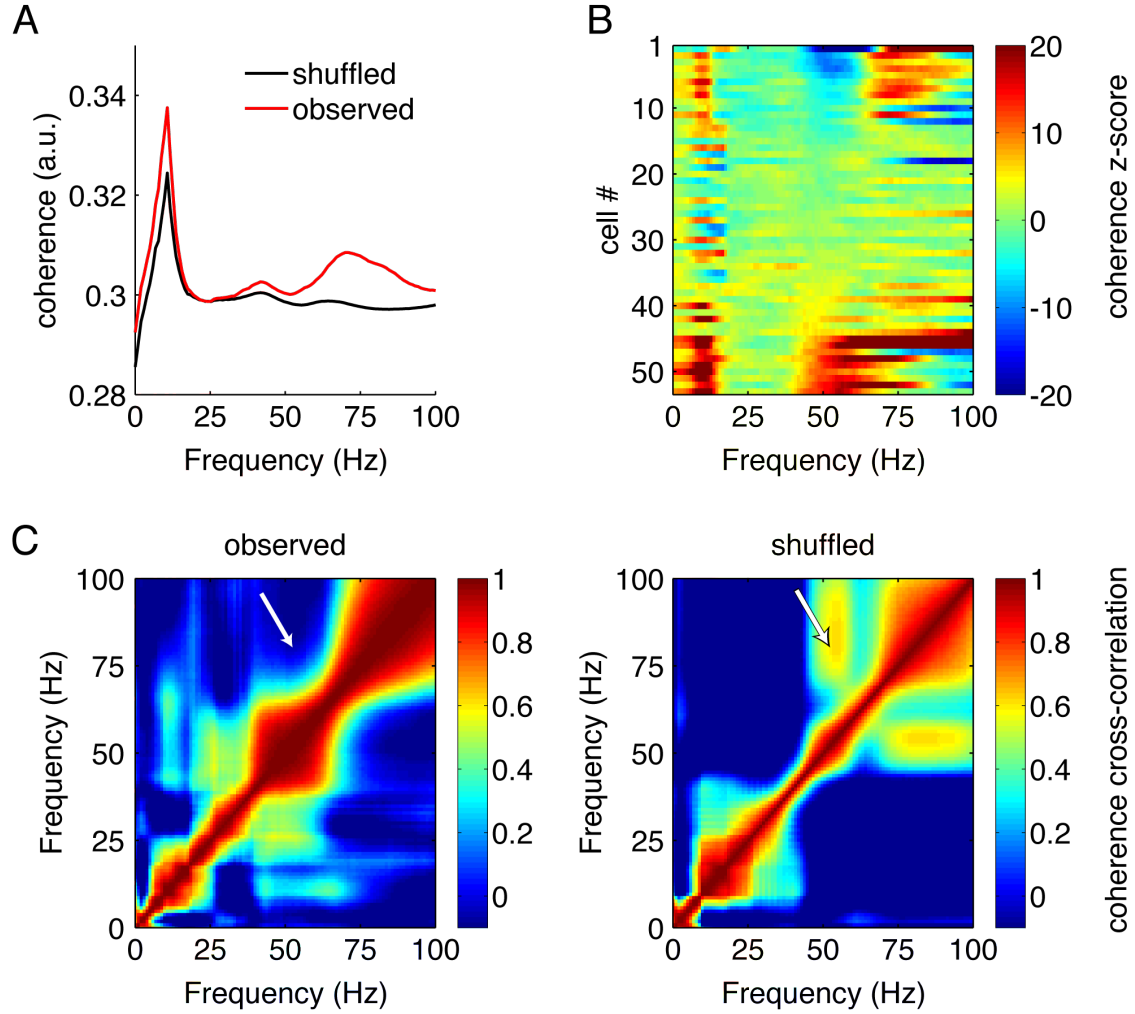 A
shuffled
observed
0.34
0.32
0.3
0.28
0 25 50 75 100
Frequency (Hz)
coherence (a.u.)
B
1
10
20
30
40
50
cell #
0 25 50 75 100
Frequency (Hz)
20
10
0
-10
-20
coherence z-score
C
observed
100
75
50
25
0
Frequency (Hz)
0 25 50 75 100
Frequency (Hz)
1
0.8
0.6
0.4
0.2
0
shuffled
100
75
50
25
0
Frequency (Hz)
0 25 50 75 100
Frequency (Hz)
1
0.8
0.6
0.4
0.2
0
coherence cross-correlation